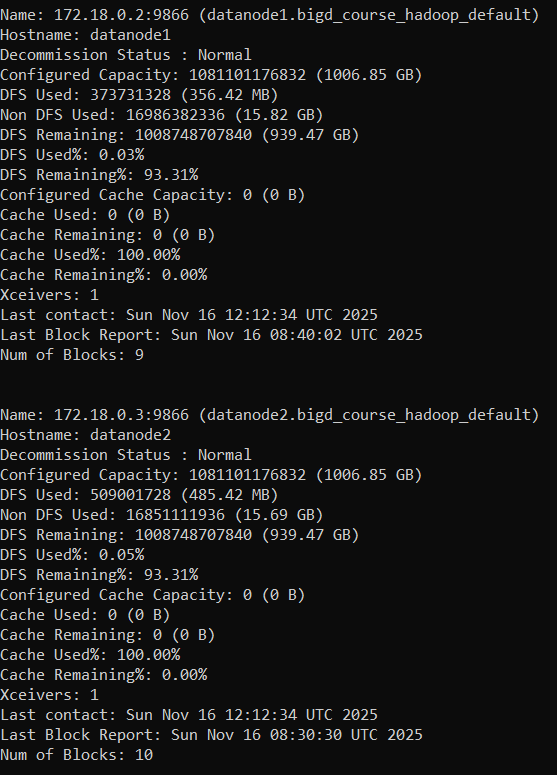 Name: 172.18.0.2:9866 (datanode1.bigd_course_hadoop_default)
Hostname: datanode1
Decommission Status : Normal
Configured Capacity: 1081101176832 (1006.85 GB)
DFS Used: 373731328 (356.42 MB)
Non DFS Used: 16986382336 (15.82 GB)
DFS Remaining: 1008748707840 (939.47 GB)
DFS Used%: 0.03%
DFS Remaining%: 93.31%
Configured Cache Capacity: 0 (0 B)
Cache Used: 0 (0 B)
Cache Remaining: 0 (0 B)
Cache Used%: 100.00%
Cache Remaining%: 0.00%
Xceivers: 1
Last contact: Sun Nov 16 12:12:34 UTC 2025
Last Block Report: Sun Nov 16 08:40:02 UTC 2025
Num of Blocks: 9
Name: 172.18.0.3:9866 (datanode2.bigd_course_hadoop_default)
Hostname: datanode2
Decommission Status : Normal
Configured Capacity: 1081101176832 (1006.85 GB)
DFS Used: 509001728 (485.42 MB)
Non DFS Used: 16851111936 (15.69 GB)
DFS Remaining: 1008748707840 (939.47 GB)
DFS Used%: 0.05%
DFS Remaining%: 93.31%
Configured Cache Capacity: 0 (0 B)
Cache Used: 0 (0 B)
Cache Remaining: 0 (0 B)
Cache Used%: 100.00%
Cache Remaining%: 0.00%
Xceivers: 1
Last contact: Sun Nov 16 12:12:34 UTC 2025
Last Block Report: Sun Nov 16 08:30:30 UTC 2025
Num of Blocks: 10